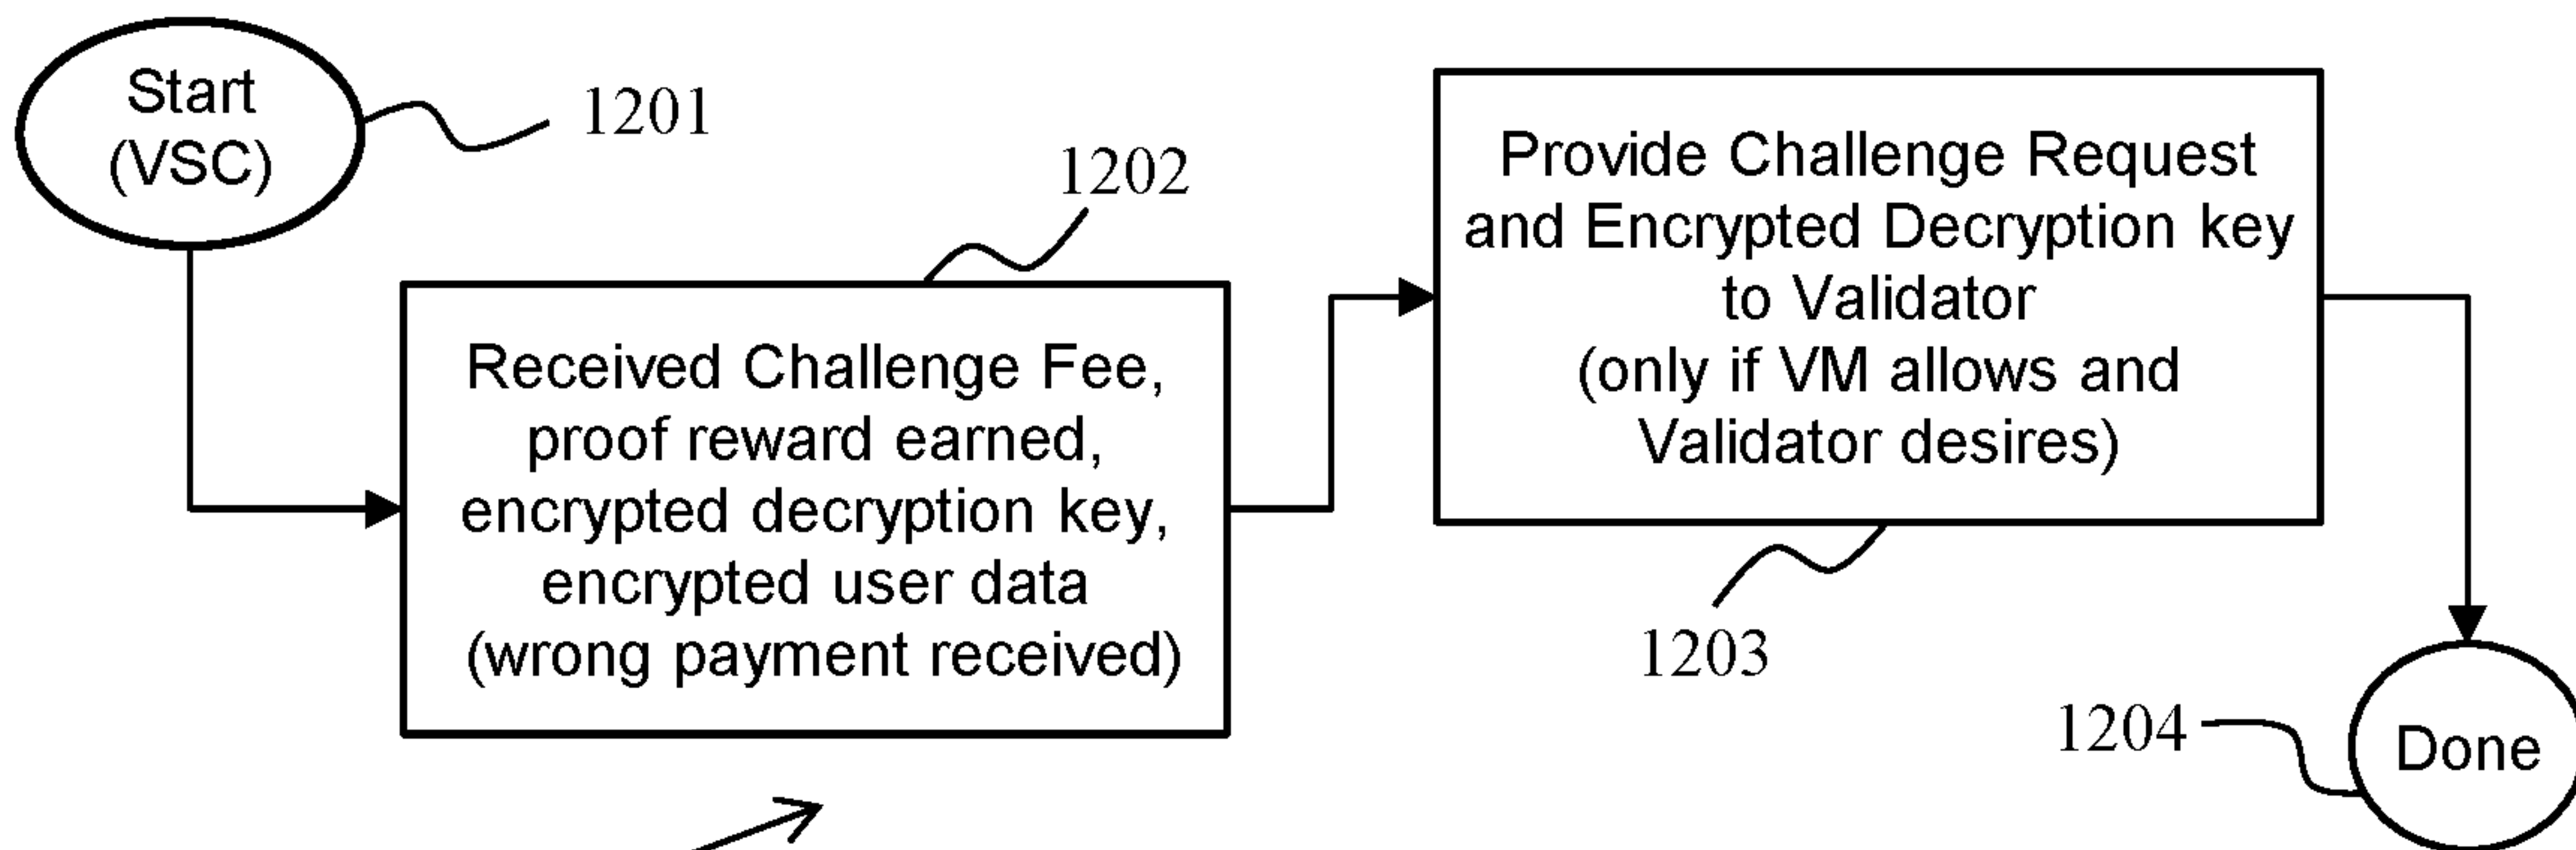 Start
(VSC)
1201
1202
Received Challenge Fee,
proof reward earned,
encrypted decryption key,
encrypted user data
(wrong payment received)
Provide Challenge Request
and Encrypted Decryption key
to Validator
(only if VM allows and
Validator desires)
1203
1204
Done